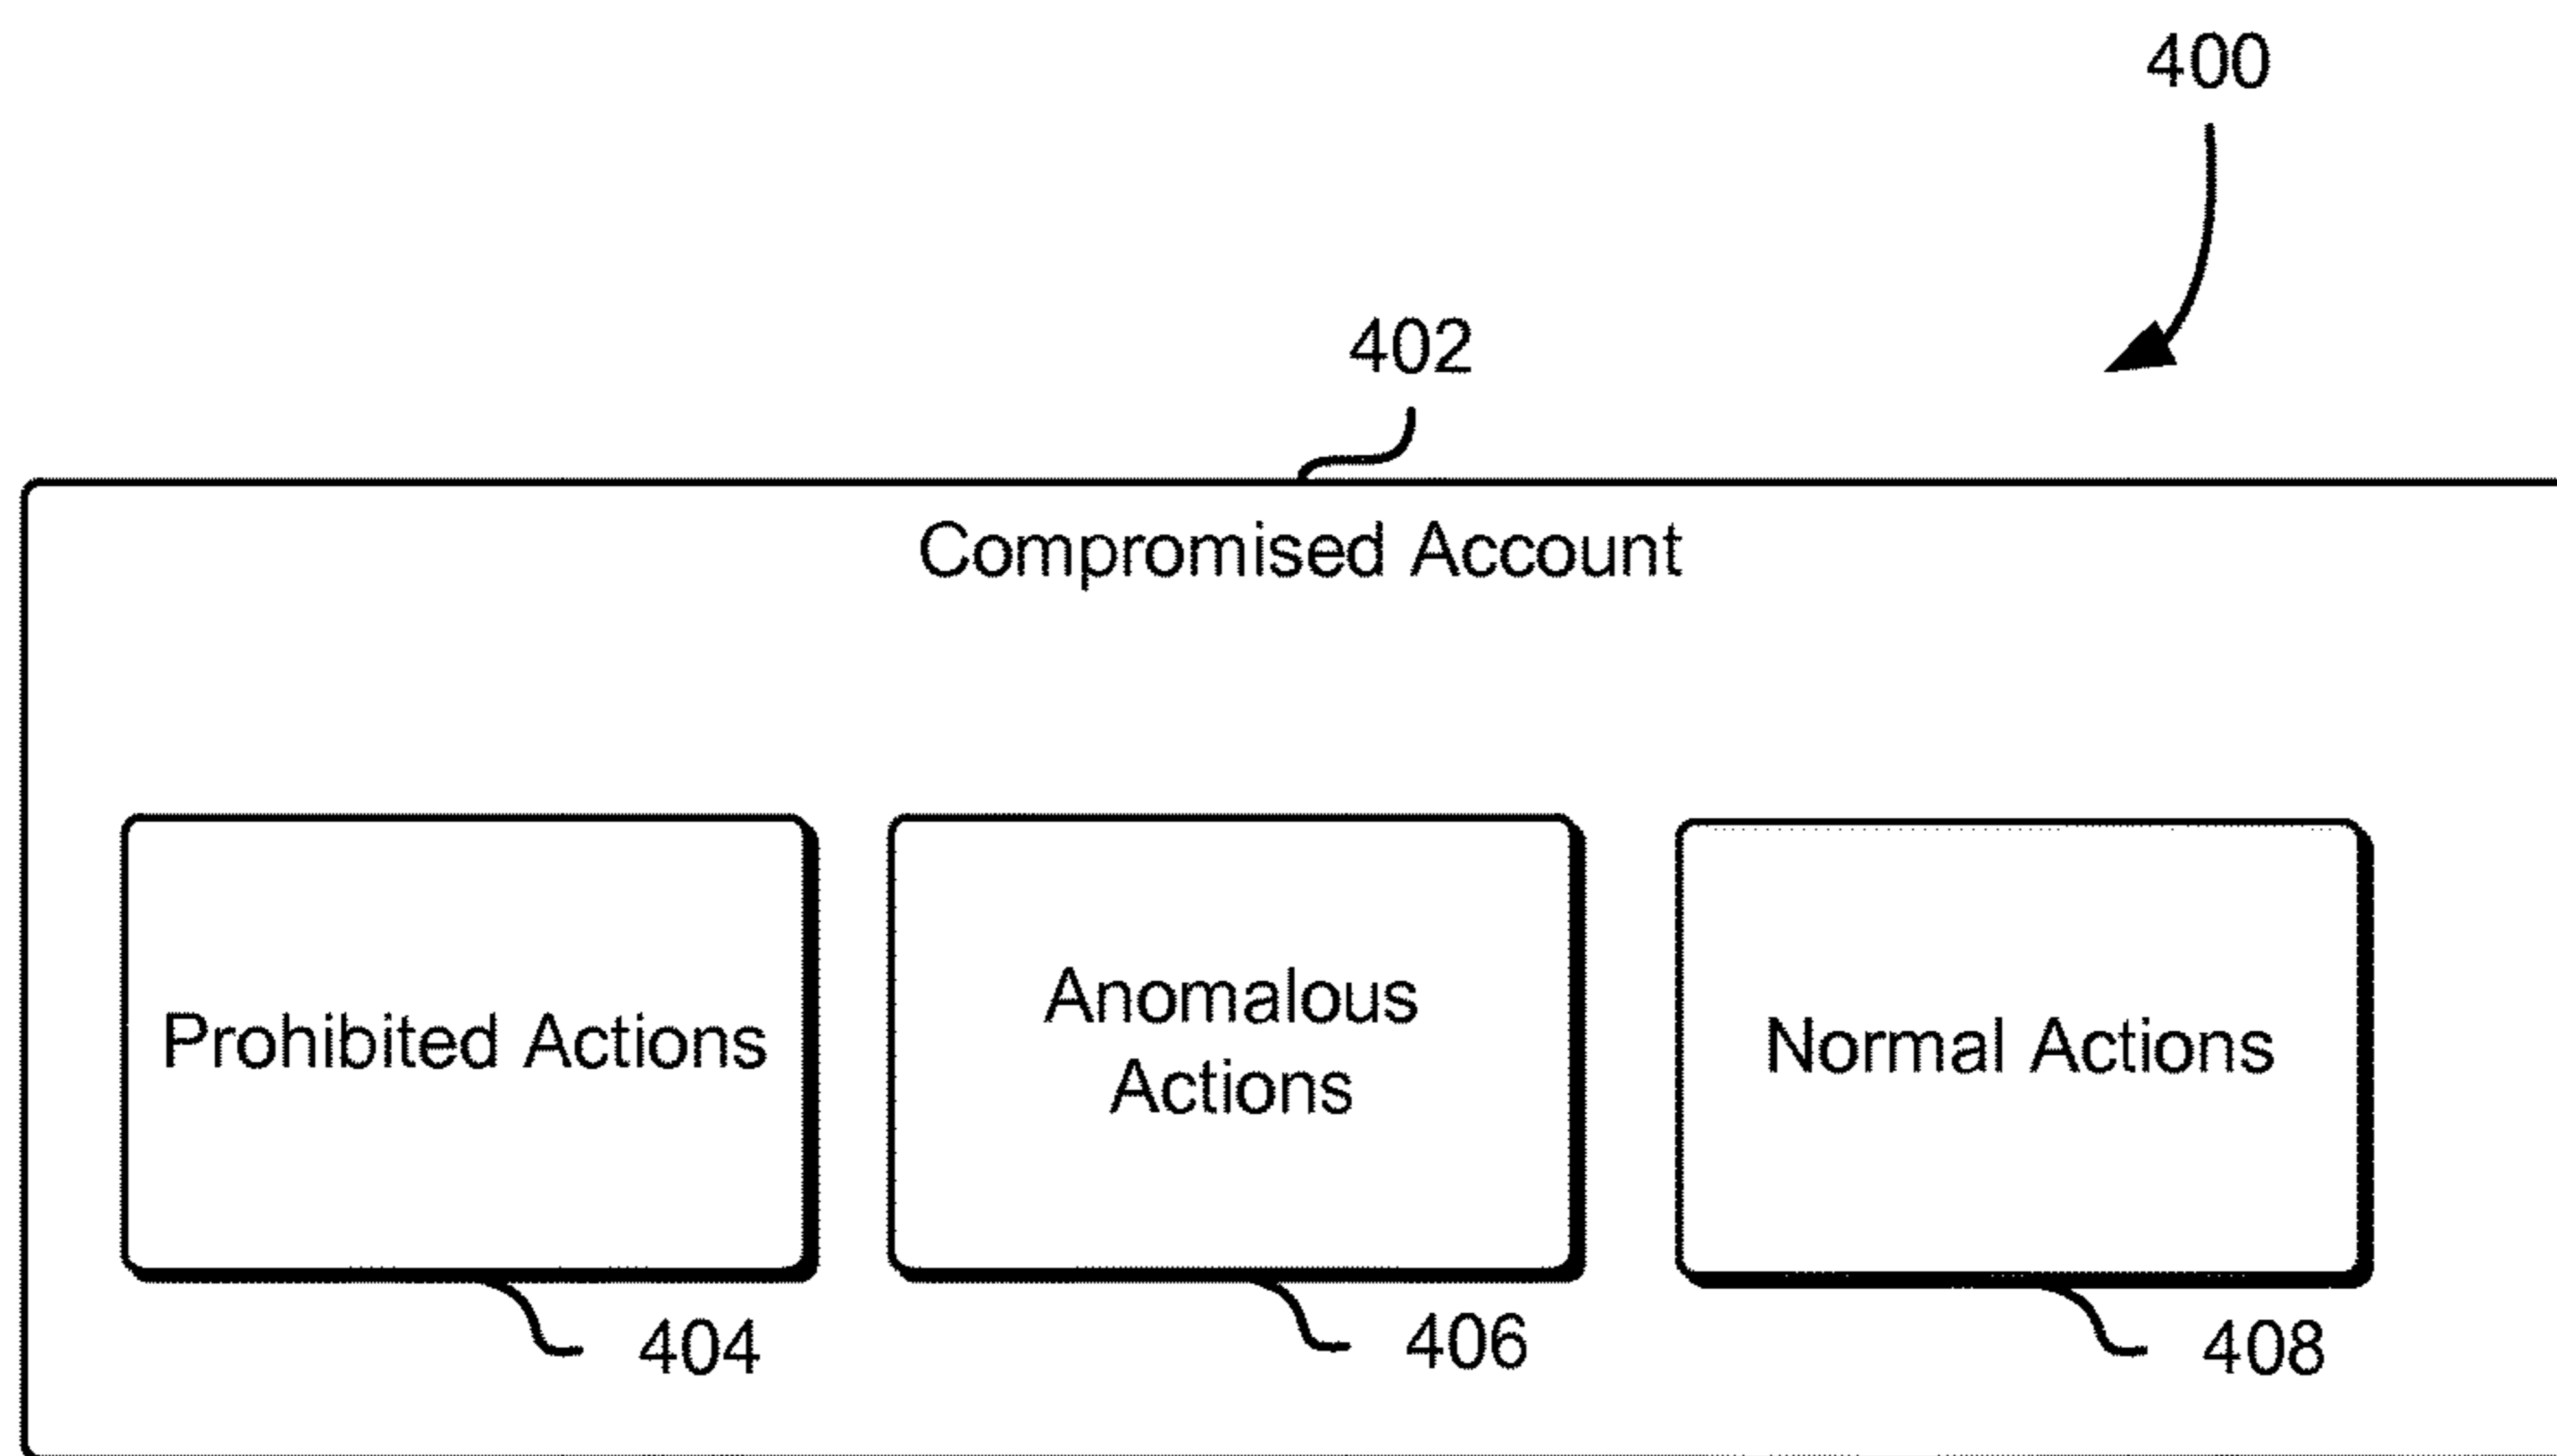 400
402
Compromised Account
Prohibited Actions
Anomalous
Actions
Normal Actions
404
406
408